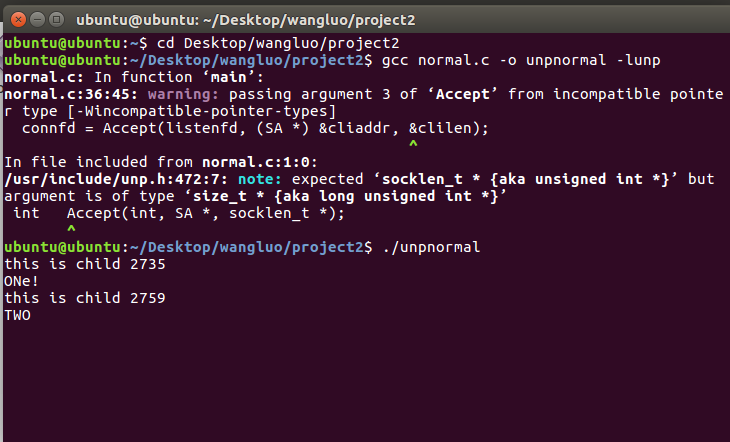 ubuntu@ubuntu: ~/Desktop/wangluo/project2
ubuntu@ubuntu:~$ cd Desktop/wangluo/project2
ubuntu@ubuntu:~/Desktop/wangluo/project2$ gcc normal.c -o unpnormal -lunp
normal.c: In function ‘main’:
normal.c:36:45: warning: passing argument 3 of ‘Accept’ from incompatible pointe
r type [-Wincompatible-pointer-types]
  connfd = Accept(listenfd, (SA *) &cliaddr, &clilen);
                                             ^
In file included from normal.c:1:0:
/usr/include/unp.h:472:7: note: expected ‘socklen_t * {aka unsigned int *}’ but
argument is of type ‘size_t * {aka long unsigned int *}’
 int   Accept(int, SA *, socklen_t *);
       ^
ubuntu@ubuntu:~/Desktop/wangluo/project2$ ./unpnormal
this is child 2735
ONe!
this is child 2759
TWO